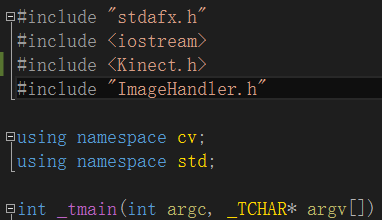 #include "stdafx.h"
#include <iostream>
#include <Kinect.h>
#include "ImageHandler.h"
using namespace cv;
using namespace std;
int _tmain(int argc, _TCHAR* argv[])